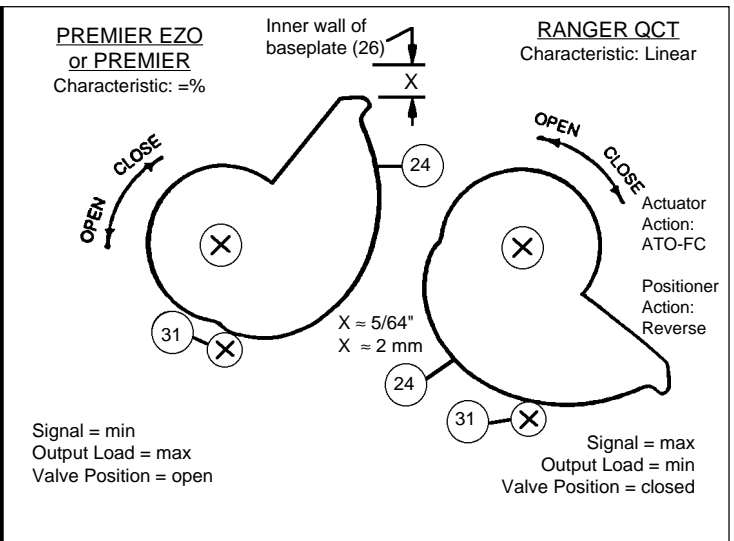 PREMIER EZO
or PREMIER
Characteristic: =%
Inner wall of
baseplate (26)
X
RANGER QCT
Characteristic: Linear
OPEN CLOSE
24
31
X ≈ 5/64"
X ≈ 2 mm
Signal = min
Output Load = max
Valve Position = open
OPEN CLOSE
Actuator
Action:
ATO-FC
Positioner
Action:
Reverse
24
31
Signal = max
Output Load = min
Valve Position = closed